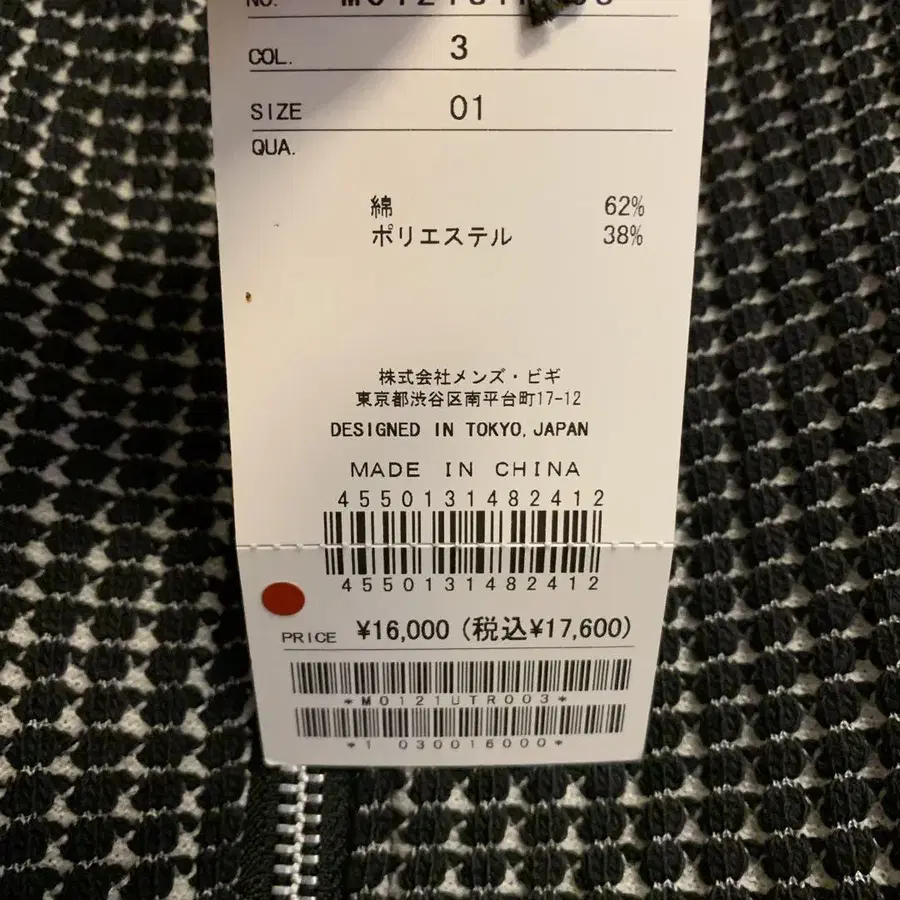 NO.
COL. 3
SIZE 01
QUA.
綿 62%
ポリエステル 38%
株式会社メンズ・ビギ
東京都渋谷区南平台町17-12
DESIGNED IN TOKYO,JAPAN
MADE IN CHINA
4550131482412
4550131482412
PRICE ¥16,000 (税込¥17,600)
*M0121UTR003*
*1 030016000*